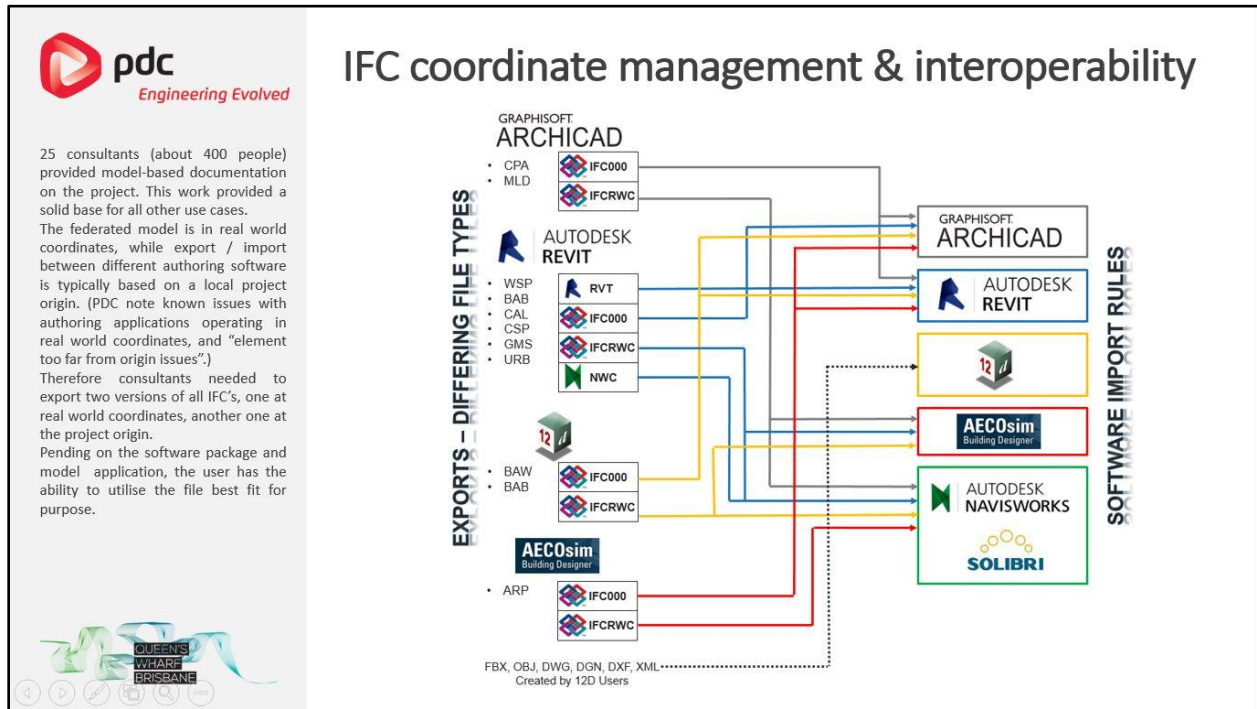 pdc
Engineering Evolved
IFC coordinate management & interoperability
25 consultants (about 400 people)
provided model-based documentation
on the project. This work provided a
solid base for all other use cases.
The federated model is in real world
coordinates, while export / import
between different authoring software
is typically based on a local project
origin. (PDC note known issues with
authoring applications operating in
real world coordinates, and “element
too far from origin issues”.)
Therefore consultants needed to
export two versions of all IFC’s, one at
real world coordinates, another one at
the project origin.
Pending on the software package and
model application, the user has the
ability to utilise the file best fit for
purpose.
QUEEN'S
WHARF
BRISBANE
EXPORTS – DIFFERING FILE TYPES
GRAPHISOFT.
ARCHICAD
• CPA
• MLD
IFC000
IFCRWC
AUTODESK
REVIT
• WSP
• BAB
• CAL
• CSP
• GMS
• URB
RVT
IFC000
IFCRWC
NWC
12d
• BAW
• BAB
IFC000
IFCRWC
AECOsim
Building Designer
• ARP
IFC000
IFCRWC
FBX, OBJ, DWG, DGN, DXF, XML
Created by 12D Users
GRAPHISOFT.
ARCHICAD
AUTODESK
REVIT
12d
AECOsim
Building Designer
AUTODESK
NAVISWORKS
SOLIBRI
SOFTWARE IMPORT RULES